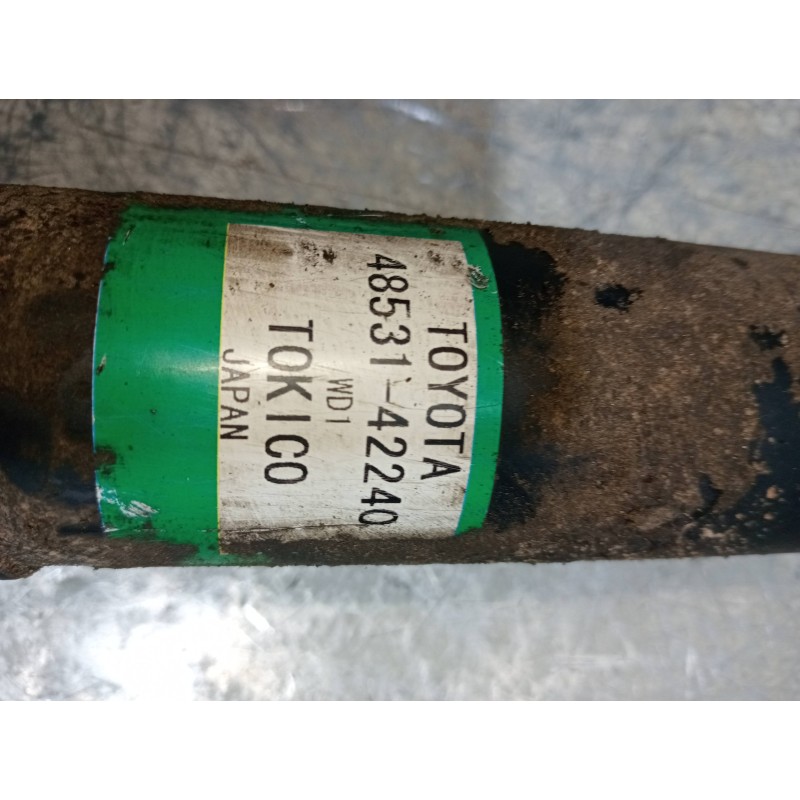 TOYOTA
48531-42240
WD1
TOKICO
JAPAN